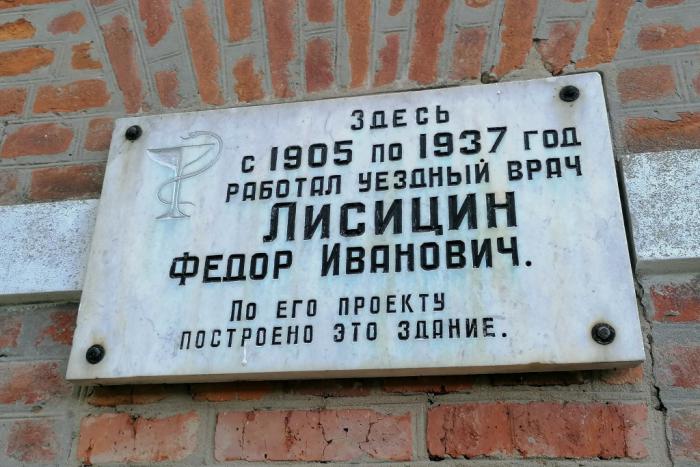 Здесь
с 1905 по 1937 год
работал уездный врач
Лисицин
Федор Иванович.
По его проекту
построено это здание.